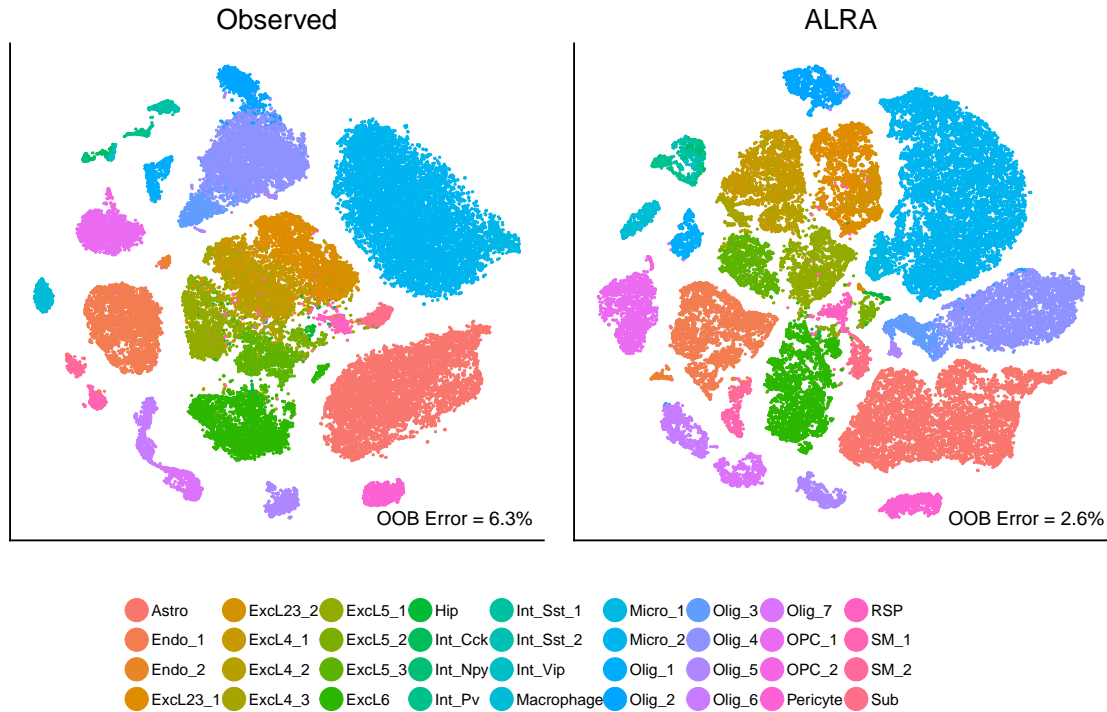 Observed ALRA
OOB Error = 6.3% OOB Error = 2.6%
Astro ExcL23_2 ExcL5_1 Hip Int_Sst_1 Micro_1 Olig_3 Olig_7 RSP
Endo_1 ExcL4_1 ExcL5_2 Int_Cck Int_Sst_2 Micro_2 Olig_4 OPC_1 SM_1
Endo_2 ExcL4_2 ExcL5_3 Int_Npy Int_Vip Olig_1 Olig_5 OPC_2 SM_2
ExcL23_1 ExcL4_3 ExcL6 Int_Pv Macrophage Olig_2 Olig_6 Pericyte Sub